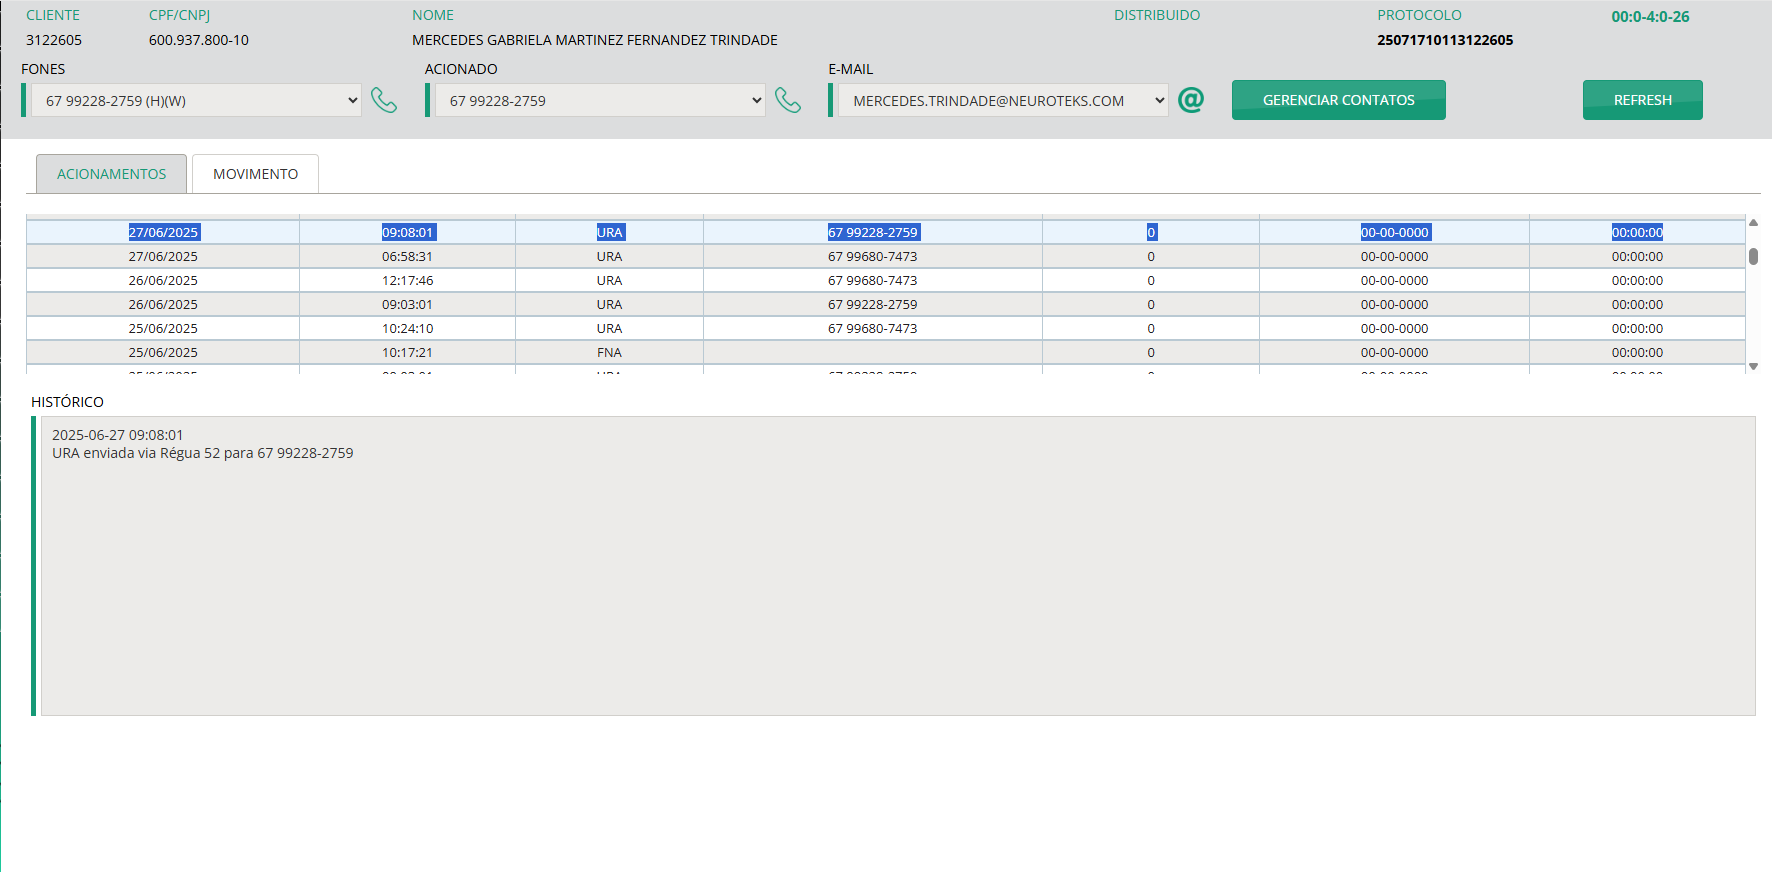 CLIENTE CPF/CNPJ NOME DISTRIBUIDO PROTOCOLO 00:0-4:0-26
3122605 600.937.800-10 MERCEDES GABRIELA MARTINEZ FERNANDEZ TRINDADE 25071710113122605
FONES ACIONADO E-MAIL
67 99228-2759 (H)(W) 67 99228-2759 MERCEDES.TRINDADE@NEUROTEKS.COM @ GERENCIAR CONTATOS REFRESH
ACIONAMENTOS MOVIMENTO
27/06/2025 09:08:01 URA 67 99228-2759 0 00-00-0000 00:00:00
27/06/2025 06:58:31 URA 67 99680-7473 0 00-00-0000 00:00:00
26/06/2025 12:17:46 URA 67 99680-7473 0 00-00-0000 00:00:00
26/06/2025 09:03:01 URA 67 99228-2759 0 00-00-0000 00:00:00
25/06/2025 10:24:10 URA 67 99680-7473 0 00-00-0000 00:00:00
25/06/2025 10:17:21 FNA 0 00-00-0000 00:00:00
HISTÓRICO
2025-06-27 09:08:01
URA enviada via Régua 52 para 67 99228-2759